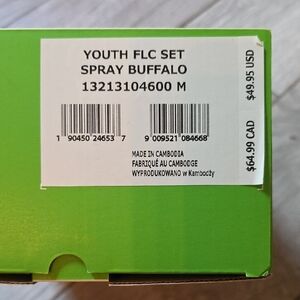 YOUTH FLC SET
SPRAY BUFFALO
13213104600 M
1 90450 24653 7
9 009521 084668
MADE IN CAMBODIA
FABRIQUÉ AU CAMBODGE
WYPRODUKOWANO w Kambodży
$49.95 USD
$64.99 CAD